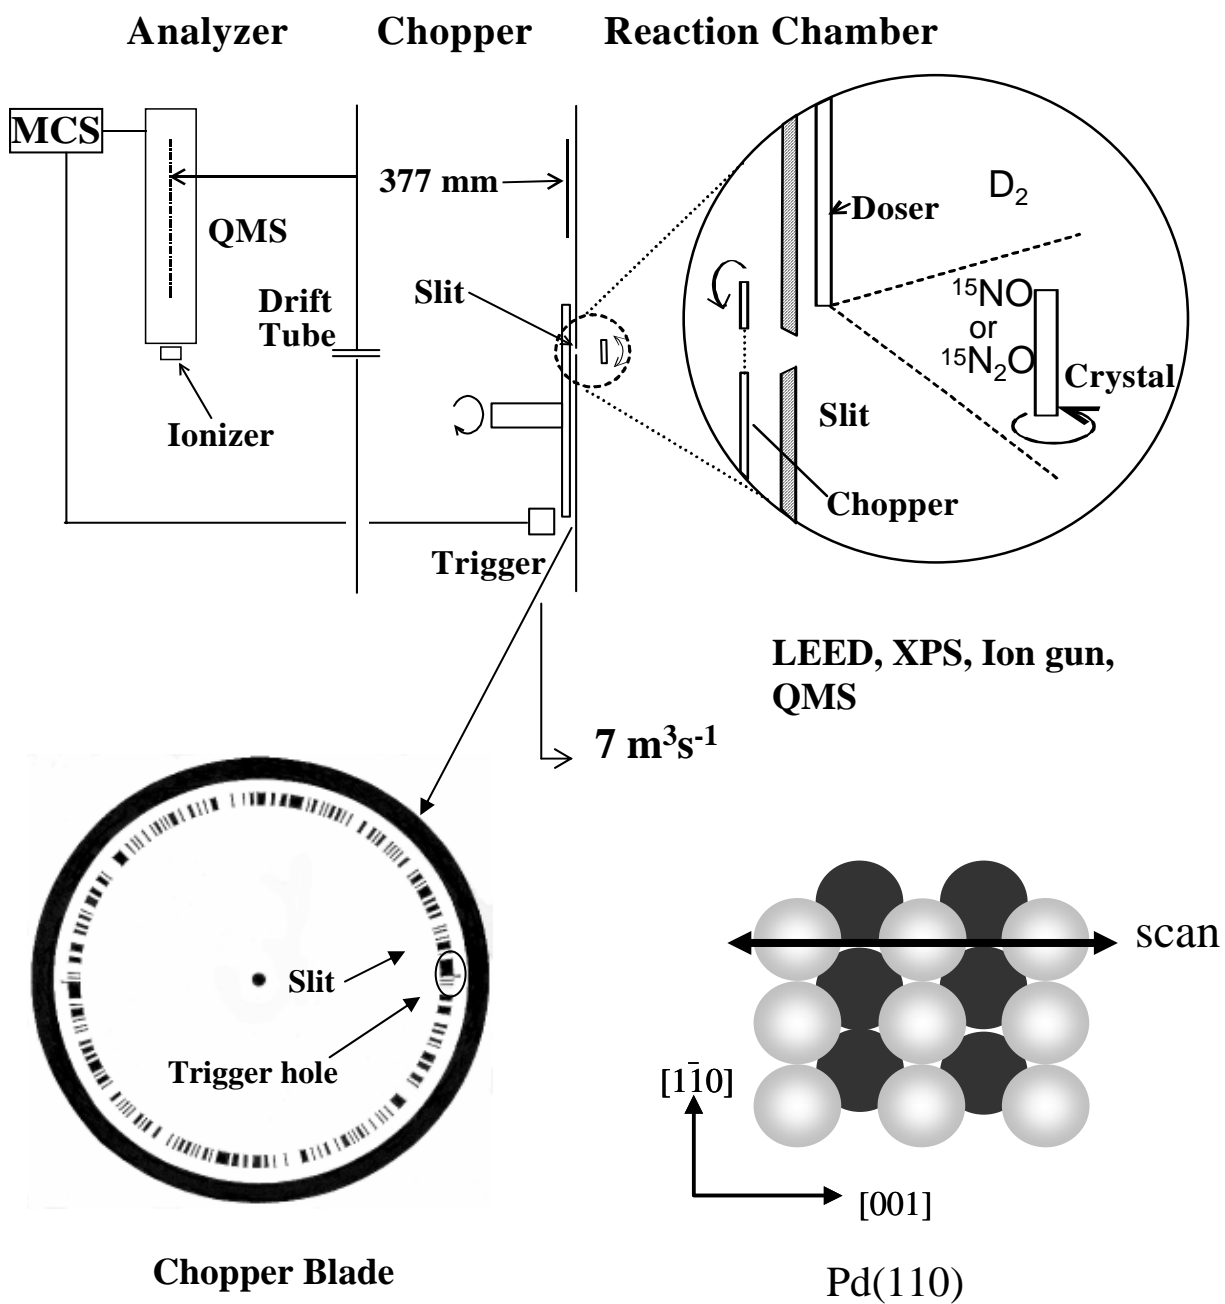 Analyzer Chopper Reaction Chamber
MCS
377 mm
QMS
Slit
Drift
Tube
Ionizer
Trigger
D₂
Doser
¹⁵NO
or
¹⁵N₂O
Crystal
Slit
Chopper
LEED, XPS, Ion gun,
QMS
7 m³s⁻¹
Slit
Trigger hole
Chopper Blade
scan
[11̄0]
[001]
Pd(110)